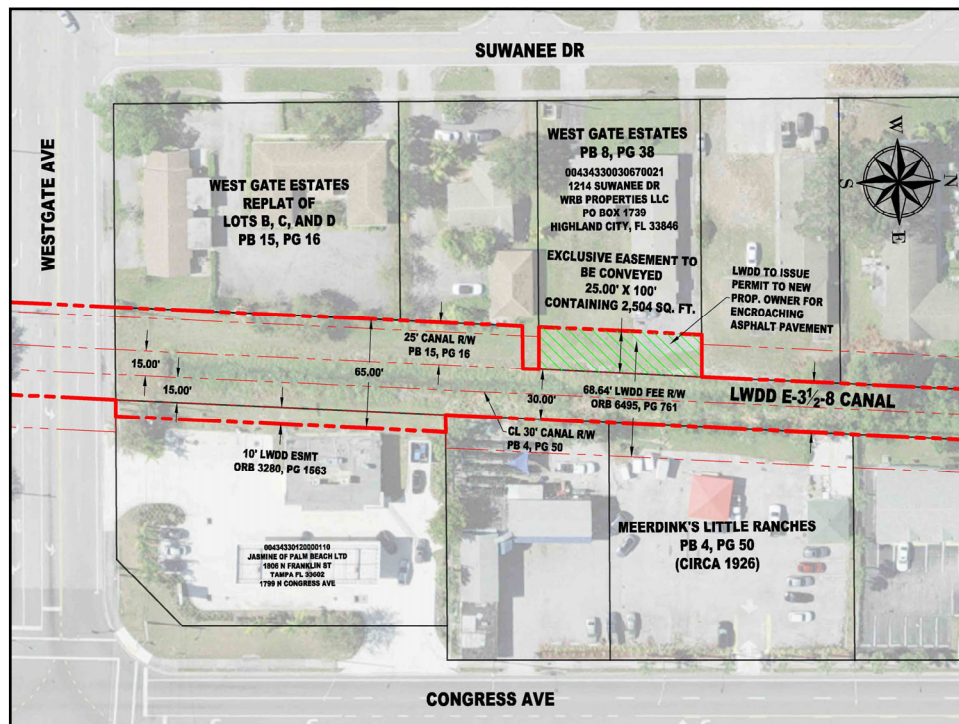 SUWANEE DR
WESTGATE AVE
WEST GATE ESTATES
REPLAT OF
LOTS B, C, AND D
PB 15, PG 16
WEST GATE ESTATES
PB 8, PG 38
00434330030670021
1214 SUWANEE DR
WRB PROPERTIES LLC
PO BOX 1739
HIGHLAND CITY, FL 33846
EXCLUSIVE EASEMENT TO
BE CONVEYED
25.00' X 100'
CONTAINING 2,504 SQ. FT.
W
N
S
E
LWDD TO ISSUE
PERMIT TO NEW
PROP. OWNER FOR
ENCROACHING
ASPHALT PAVEMENT
25' CANAL R/W
PB 15, PG 16
15.00'
15.00'
65.00'
30.00'
68.64' LWDD FEE R/W
ORB 6495, PG 761
LWDD E-3½-8 CANAL
CL 30' CANAL R/W
PB 4, PG 50
10' LWDD ESMT
ORB 3280, PG 1563
00434330120000110
JASMINE OF PALM BEACH LTD
1806 N FRANKLIN ST
TAMPA FL 33602
1799 N CONGRESS AVE
MEERDINK'S LITTLE RANCHES
PB 4, PG 50
(CIRCA 1926)
CONGRESS AVE